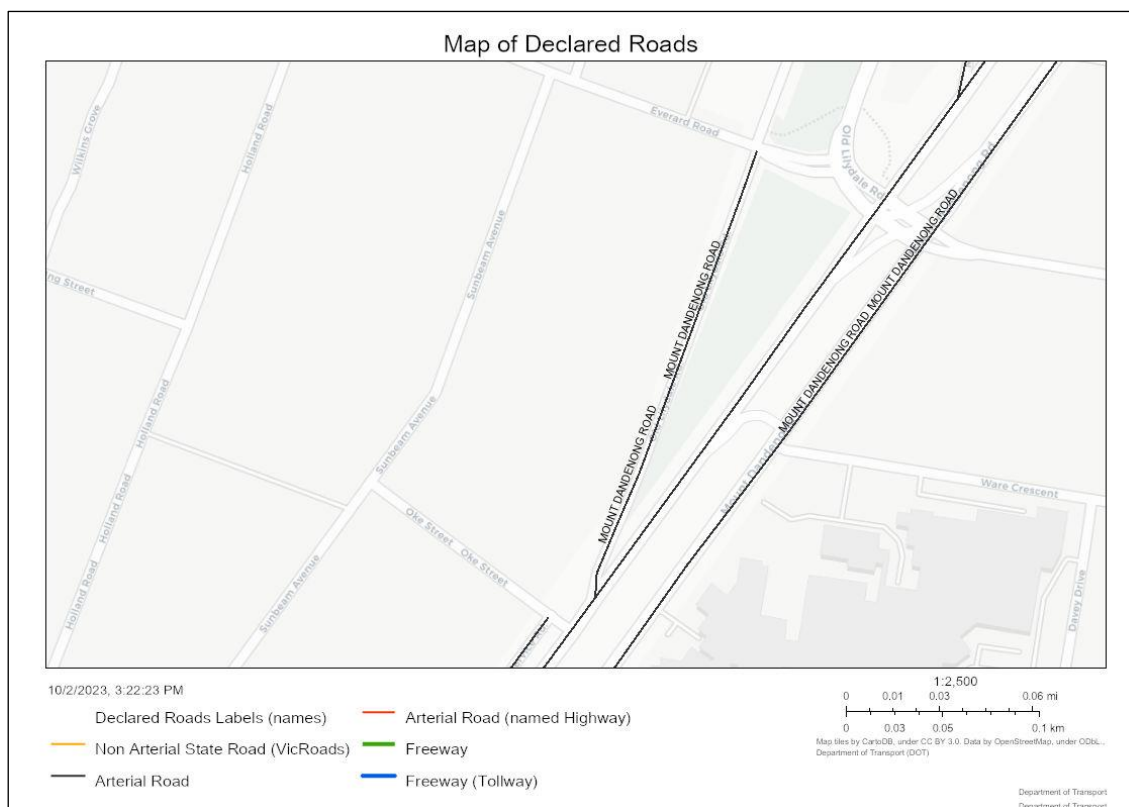 Map of Declared Roads
Wilkins Grove
Holland Road
Everard Road
Old Lilydale Rd
Sunbeam Avenue
MOUNT DANDENONG ROAD
MOUNT DANDENONG ROAD
Street
Holland Road
Sunbeam Avenue
MOUNT DANDENONG ROAD
MOUNT DANDENONG ROAD
Mount Dandenong
Holland Road
Oke Street
Oke Street
Ware Crescent
Sunbeam Avenue
Holland Road
Davey Drive
10/2/2023, 3:22:23 PM
Declared Roads Labels (names)
Non Arterial State Road (VicRoads)
Arterial Road
Arterial Road (named Highway)
Freeway
Freeway (Tollway)
1:2,500
0 0.01 0.03 0.06 mi
0 0.03 0.05 0.1 km
Map tiles by CartoDB, under CC BY 3.0. Data by OpenStreetMap, under ODbL.
Department of Transport (DOT)
Department of Transport
Department of Transport